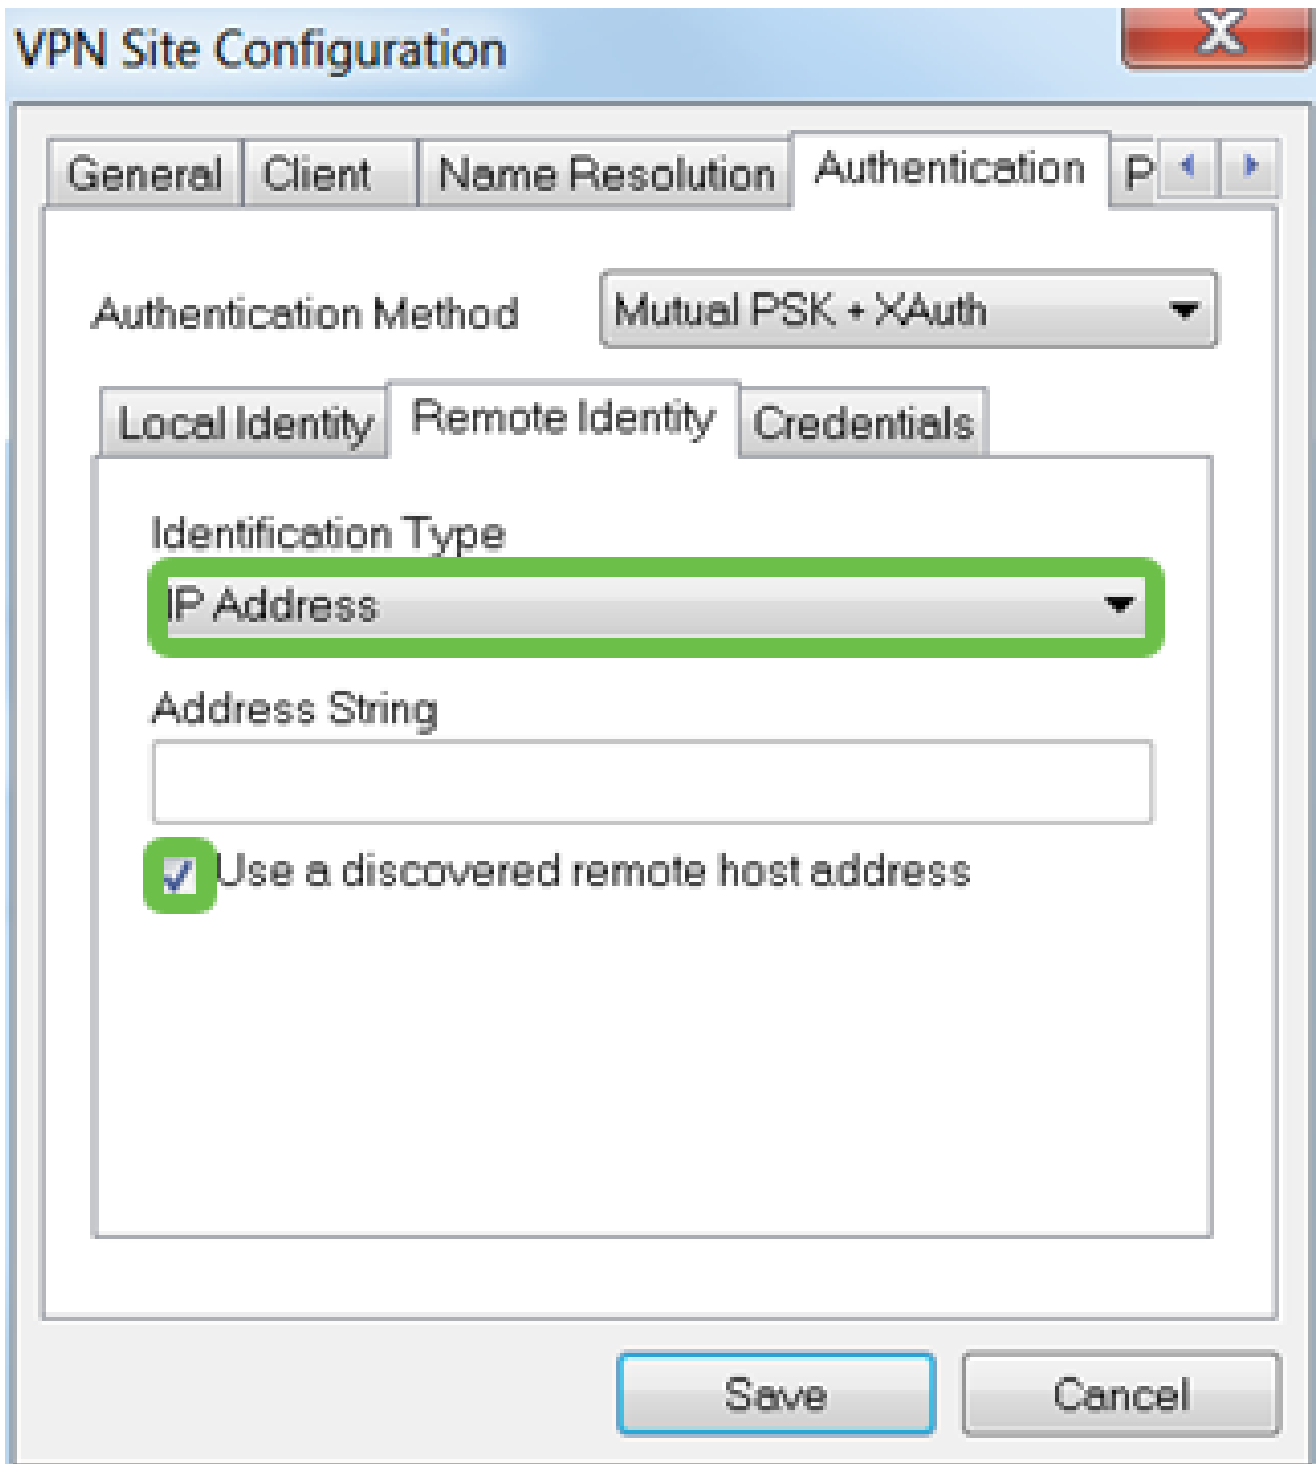 VPN Site Configuration
General Client Name Resolution Authentication P
Authentication Method Mutual PSK + XAuth
Local Identity Remote Identity Credentials
Identification Type
IP Address
Address String
Use a discovered remote host address
Save Cancel